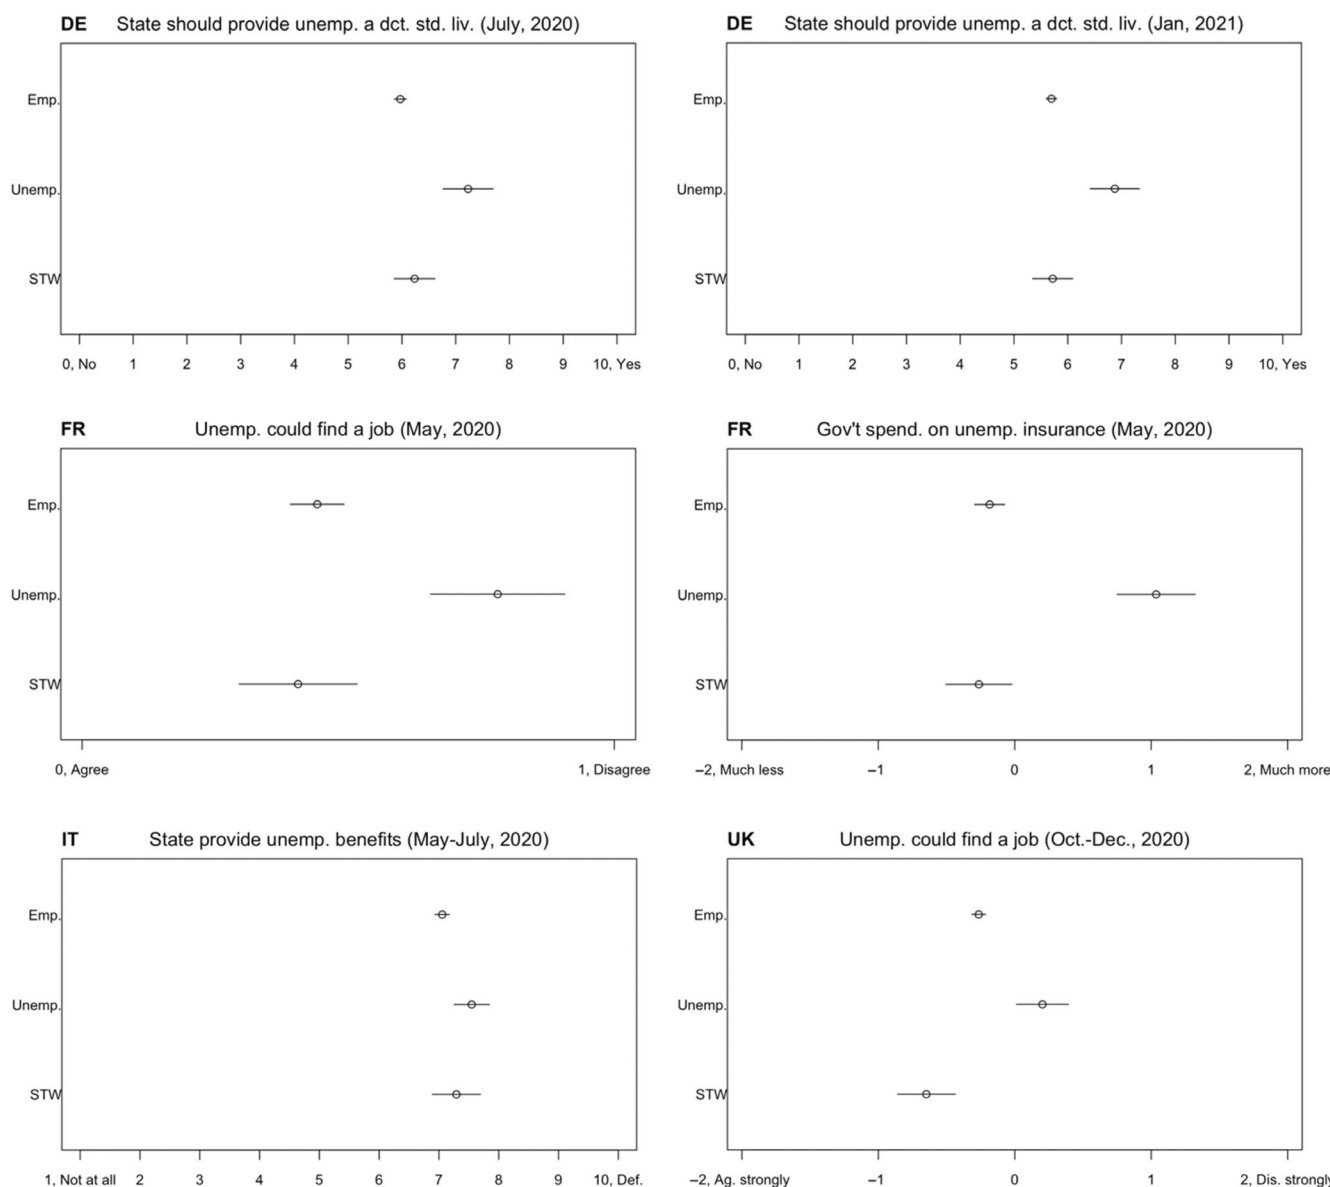 DE State should provide unemp. a dct. std. liv. (July, 2020)
Emp.
Unemp.
STW
0, No 1 2 3 4 5 6 7 8 9 10, Yes
DE State should provide unemp. a dct. std. liv. (Jan, 2021)
Emp.
Unemp.
STW
0, No 1 2 3 4 5 6 7 8 9 10, Yes
FR Unemp. could find a job (May, 2020)
Emp.
Unemp.
STW
0, Agree 1, Disagree
FR Gov't spend. on unemp. insurance (May, 2020)
Emp.
Unemp.
STW
–2, Much less –1 0 1 2, Much more
IT State provide unemp. benefits (May-July, 2020)
Emp.
Unemp.
STW
1, Not at all 2 3 4 5 6 7 8 9 10, Def.
UK Unemp. could find a job (Oct.-Dec., 2020)
Emp.
Unemp.
STW
–2, Ag. strongly –1 0 1 2, Dis. strongly